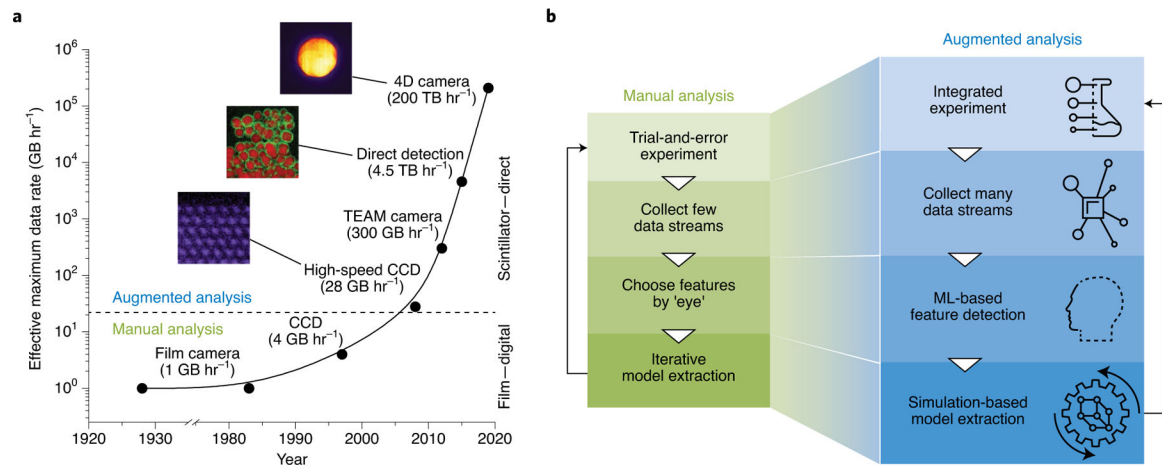 a
Effective maximum data rate (GB hr⁻¹)
10⁶
10⁵
10⁴
10³
10²
10¹
10⁰
4D camera
(200 TB hr⁻¹)
Direct detection
(4.5 TB hr⁻¹)
TEAM camera
(300 GB hr⁻¹)
High-speed CCD
(28 GB hr⁻¹)
Augmented analysis
Manual analysis
CCD
(4 GB hr⁻¹)
Film camera
(1 GB hr⁻¹)
Scintillator—direct
Film—digital
1920
1930
1980
1990
2000
2010
2020
Year
b
Manual analysis
Trial-and-error
experiment
Collect few
data streams
Choose features
by 'eye'
Iterative
model extraction
Augmented analysis
Integrated
experiment
Collect many
data streams
ML-based
feature detection
Simulation-based
model extraction